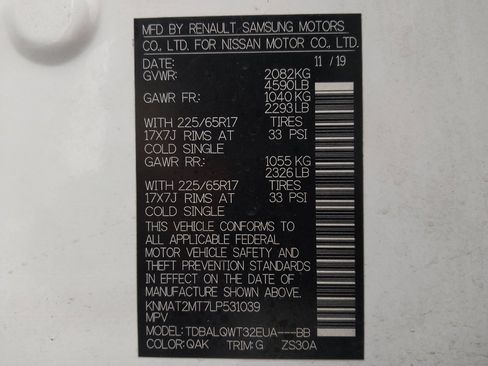 MFD BY RENAULT SAMSUNG MOTORS
CO., LTD. FOR NISSAN MOTOR CO., LTD.
DATE: 11 / 19
GVWR: 2082KG
4590LB
GAWR FR.: 1040 KG
2293LB
WITH 225/65R17 TIRES
17X7J RIMS AT 33 PSI
COLD SINGLE
GAWR RR.: 1055 KG
2326LB
WITH 225/65R17 TIRES
17X7J RIMS AT 33 PSI
COLD SINGLE
THIS VEHICLE CONFORMS TO
ALL APPLICABLE FEDERAL
MOTOR VEHICLE SAFETY AND
THEFT PREVENTION STANDARDS
IN EFFECT ON THE DATE OF
MANUFACTURE SHOWN ABOVE
KNMAT2MT7LP531039
MPV
MODEL: TDBALQWT32EUA---BB
COLOR: QAK TRIM: G ZS30A